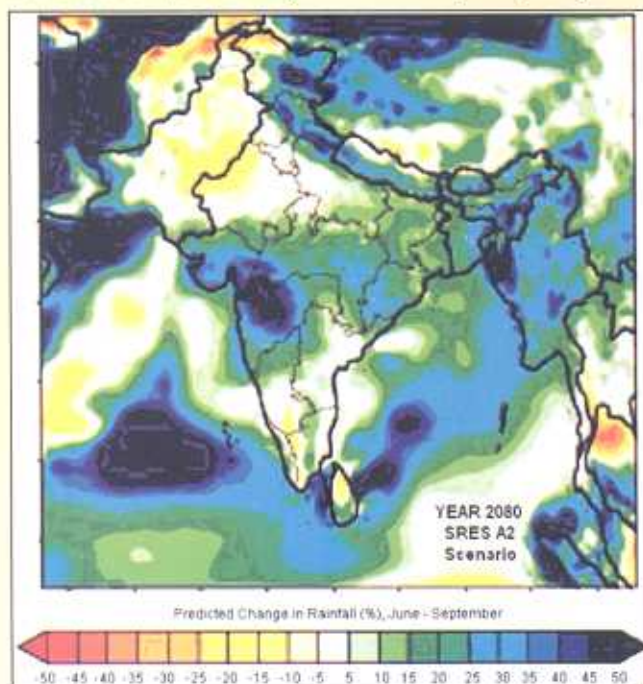 YEAR 2080
SRES A2
Scenario
Predicted Change in Rainfall (%), June - September
-50 -45 -40 -35 -30 -25 -20 -15 -10 -5 5 10 15 20 25 30 35 40 45 50